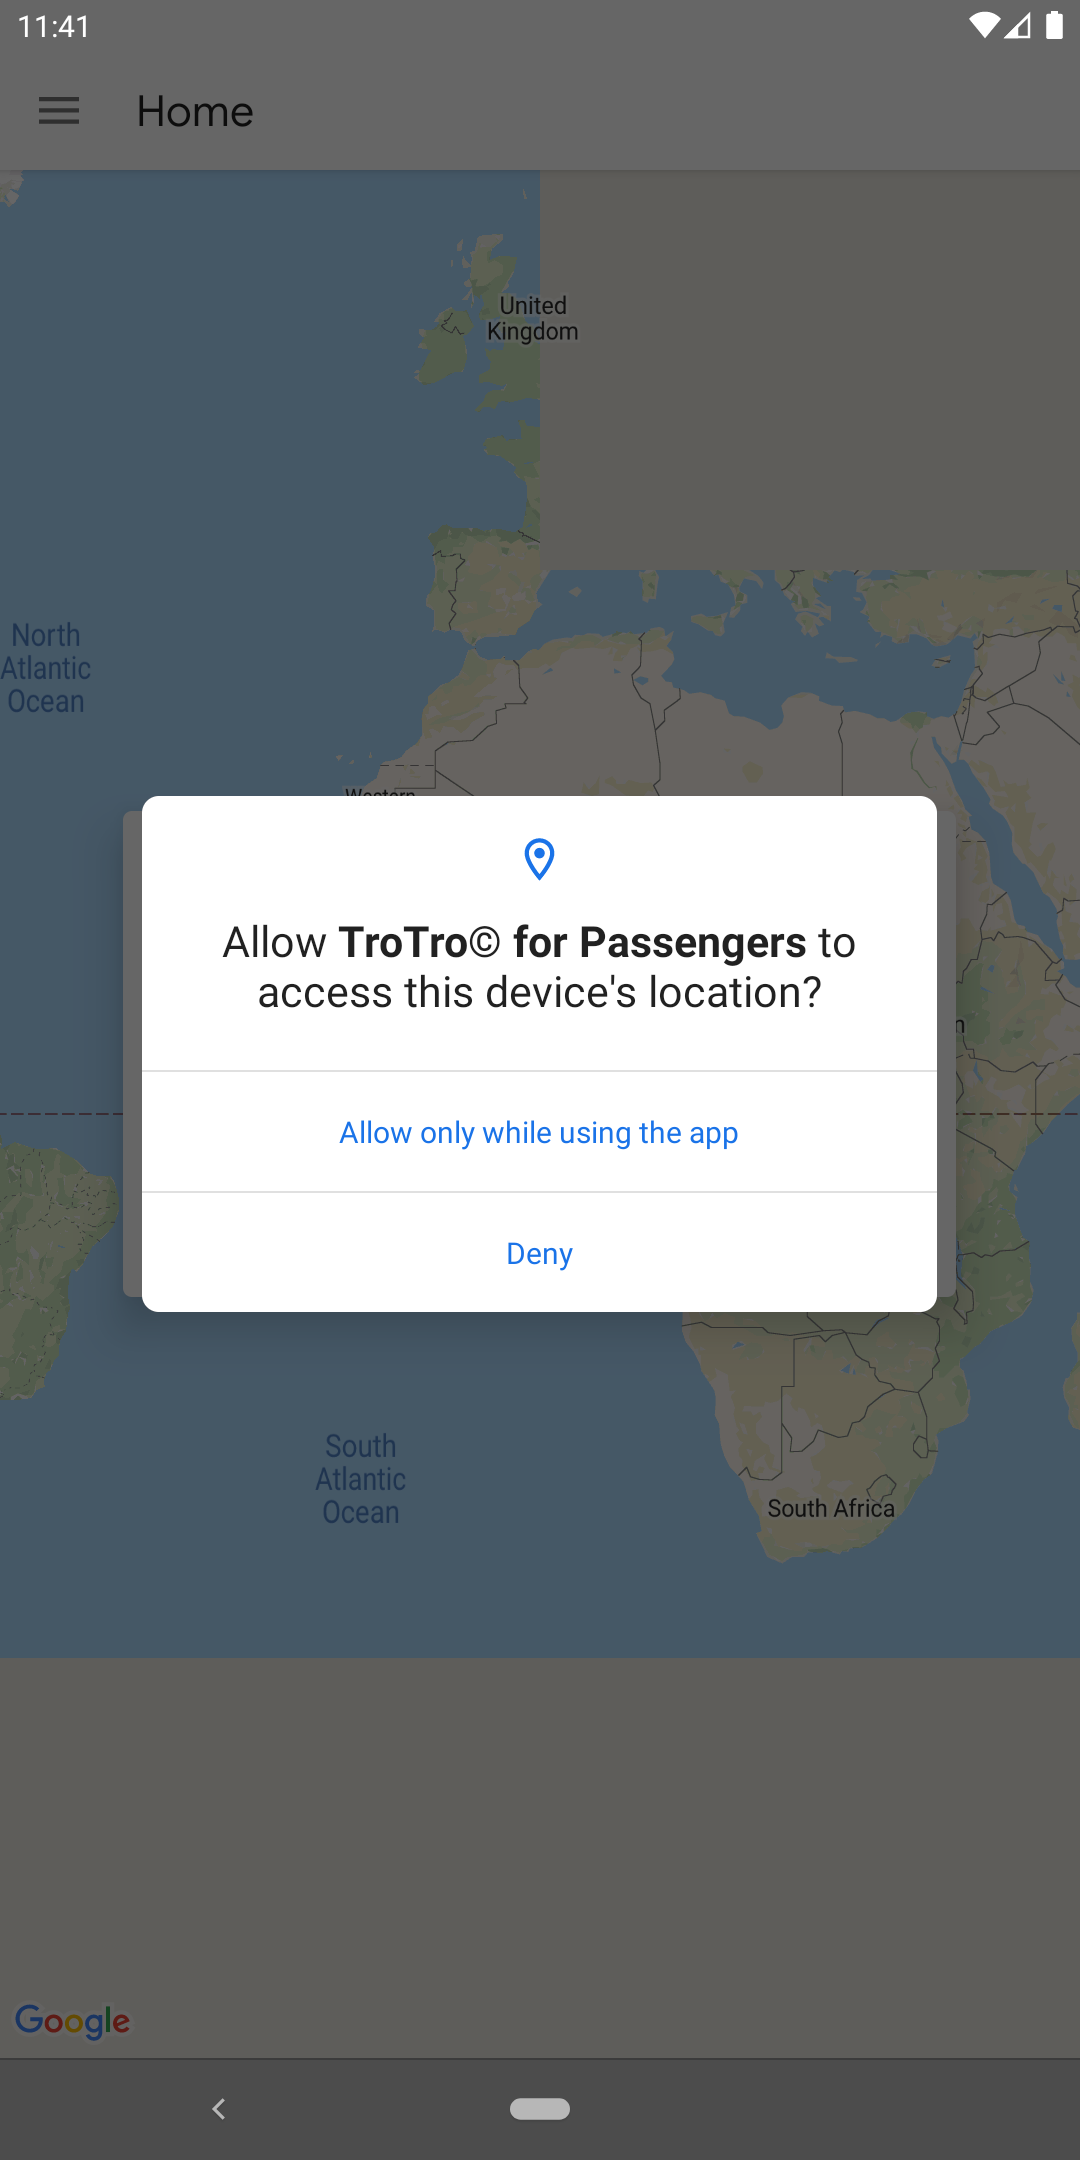 11:41
Home
United
Kingdom
North
Atlantic
Ocean
Allow TroTro© for Passengers to
access this device's location?
Allow only while using the app
Deny
South
Atlantic
Ocean
South Africa
Google